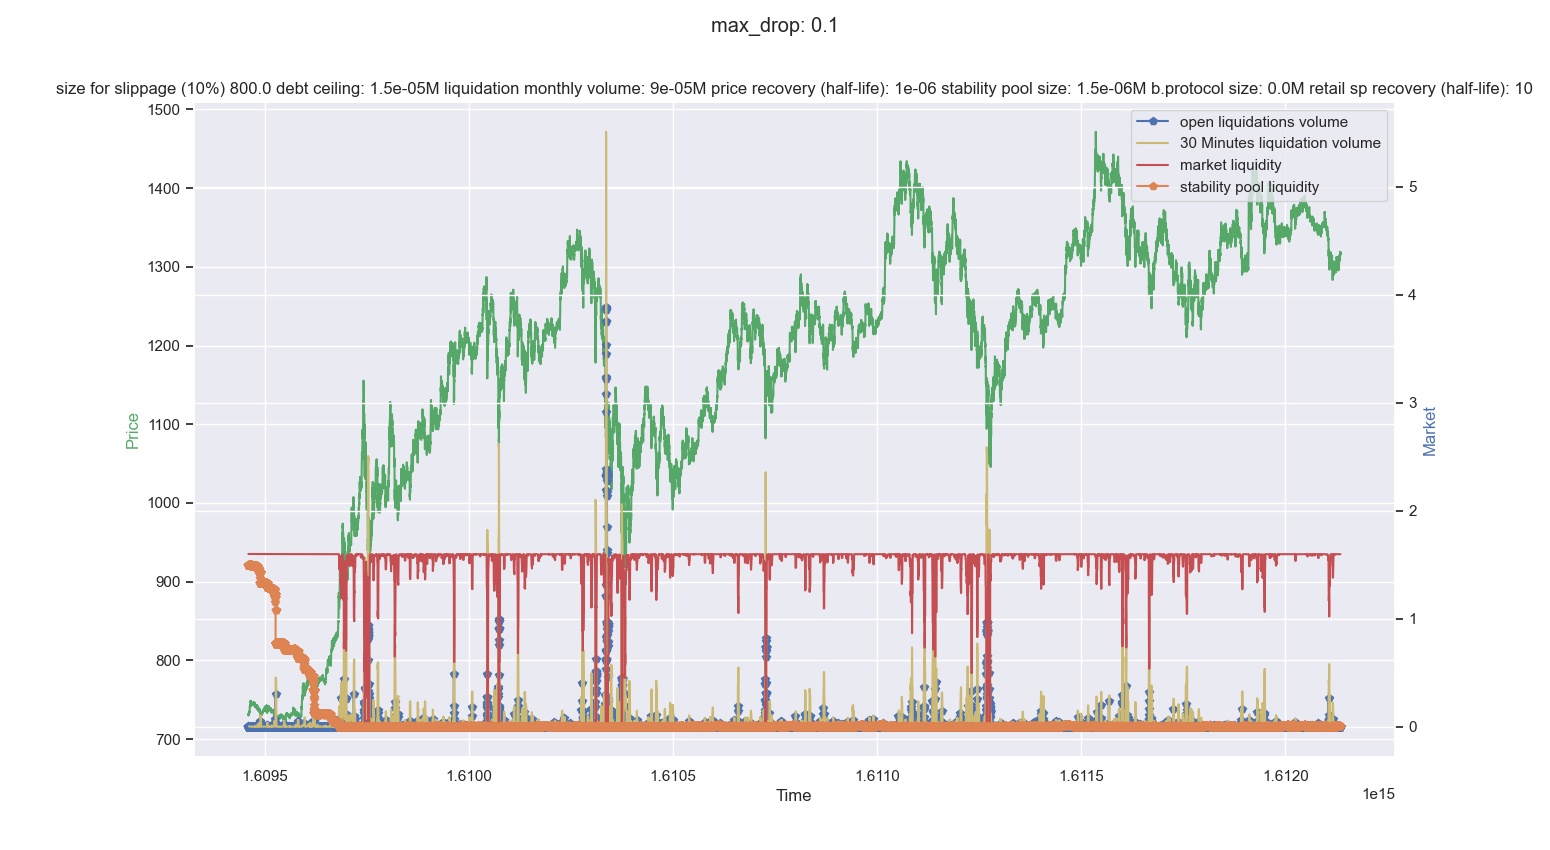 max_drop: 0.1
size for slippage (10%) 800.0 debt ceiling: 1.5e-05M liquidation monthly volume: 9e-05M price recovery (half-life): 1e-06 stability pool size: 1.5e-06M b.protocol size: 0.0M retail sp recovery (half-life): 10
open liquidations volume
30 Minutes liquidation volume
market liquidity
stability pool liquidity
1500
1400
1300
1200
1100
1000
900
800
700
Price
5
4
3
2
1
0
Market
1.6095
1.6100
1.6105
1.6110
1.6115
1.6120
Time
1e15